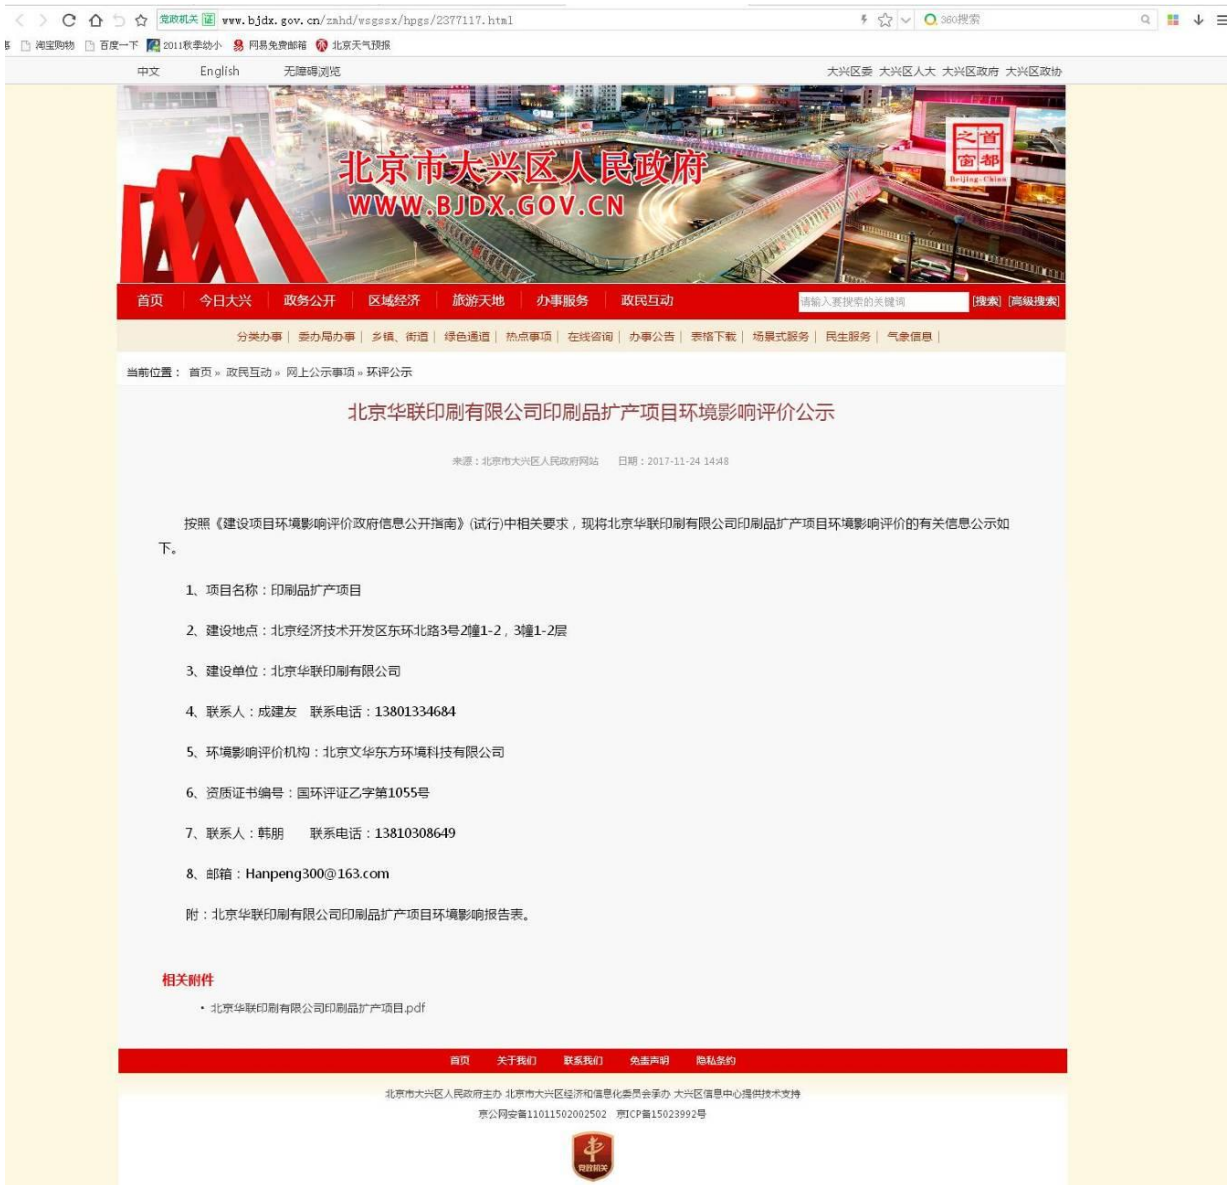 党政机关 证 www.bjdx.gov.cn/zmhd/wsgssx/hpgs/2377117.html 360搜索
淘宝购物 百度一下 2011秋季幼小 网易免费邮箱 北京天气预报
中文 English 无障碍浏览 大兴区委 大兴区人大 大兴区政府 大兴区政协
北京市大兴区人民政府
WWW.BJDX.GOV.CN
首都之窗
Beijing-China
首页 今日大兴 政务公开 区域经济 旅游天地 办事服务 政民互动 请输入要搜索的关键词 [搜索] [高级搜索]
分类办事| 委办局办事| 乡镇、街道| 绿色通道| 热点事项| 在线咨询| 办事公告| 表格下载| 场景式服务| 民生服务| 气象信息|
当前位置: 首页» 政民互动» 网上公示事项» 环评公示
北京华联印刷有限公司印刷品扩产项目环境影响评价公示
来源:北京市大兴区人民政府网站 日期:2017-11-24 14:48
按照《建设项目环境影响评价政府信息公开指南》(试行)中相关要求,现将北京华联印刷有限公司印刷品扩产项目环境影响评价的有关信息公示如
下。
1、项目名称:印刷品扩产项目
2、建设地点:北京经济技术开发区东环北路3号2幢1-2,3幢1-2层
3、建设单位:北京华联印刷有限公司
4、联系人:成建友 联系电话:13801334684
5、环境影响评价机构:北京文华东方环境科技有限公司
6、资质证书编号:国环评证乙字第1055号
7、联系人:韩朋 联系电话:13810308649
8、邮箱:Hanpeng300@163.com
附:北京华联印刷有限公司印刷品扩产项目环境影响报告表。
相关附件
• 北京华联印刷有限公司印刷品扩产项目.pdf
首页 关于我们 联系我们 免责声明 隐私条约
北京市大兴区人民政府主办 北京市大兴区经济和信息化委员会承办 大兴区信息中心提供技术支持
京公网安备11011502002502 京ICP备15023992号
党政机关